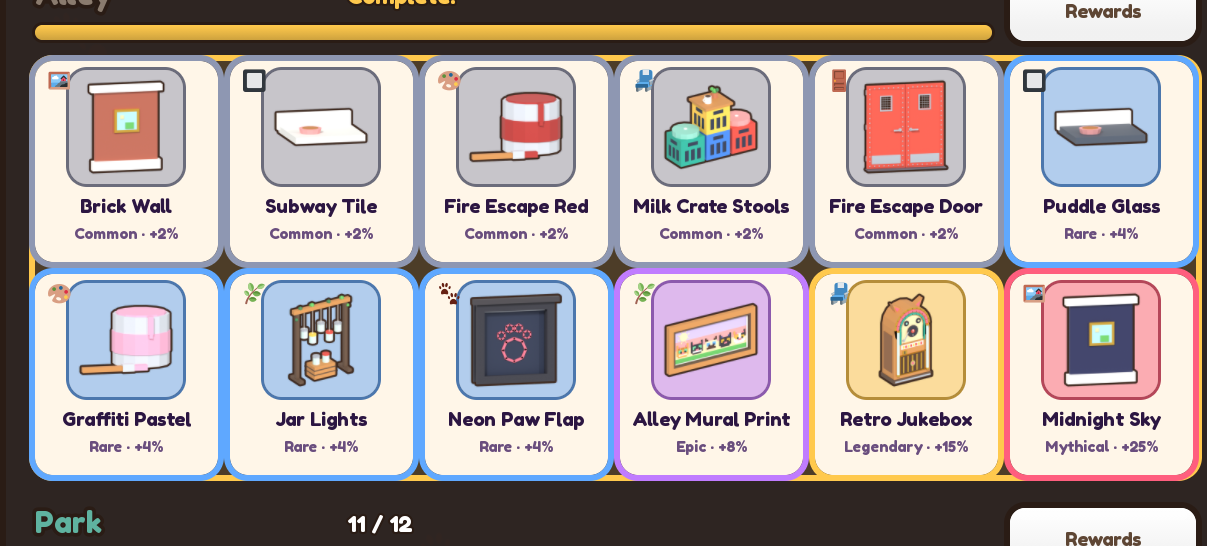 Alley
Complete!
Rewards
Brick Wall
Common · +2%
Subway Tile
Common · +2%
Fire Escape Red
Common · +2%
Milk Crate Stools
Common · +2%
Fire Escape Door
Common · +2%
Puddle Glass
Rare · +4%
Graffiti Pastel
Rare · +4%
Jar Lights
Rare · +4%
Neon Paw Flap
Rare · +4%
Alley Mural Print
Epic · +8%
Retro Jukebox
Legendary · +15%
Midnight Sky
Mythical · +25%
Park
11 / 12
Rewards